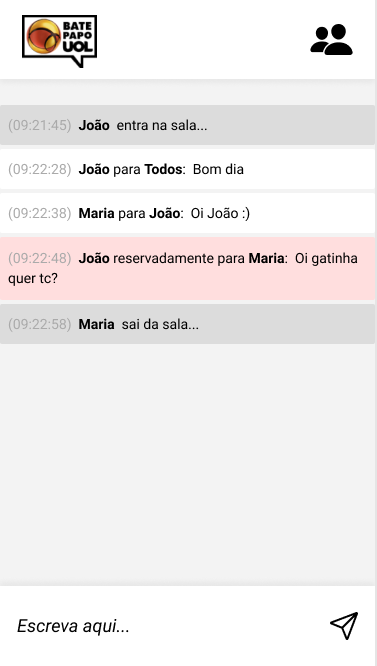 BATE
PAPO
UOL
(09:21:45) João entra na sala...
(09:22:28) João para Todos: Bom dia
(09:22:38) Maria para João: Oi João :)
(09:22:48) João reservadamente para Maria: Oi gatinha
quer tc?
(09:22:58) Maria sai da sala...
Escreva aqui...